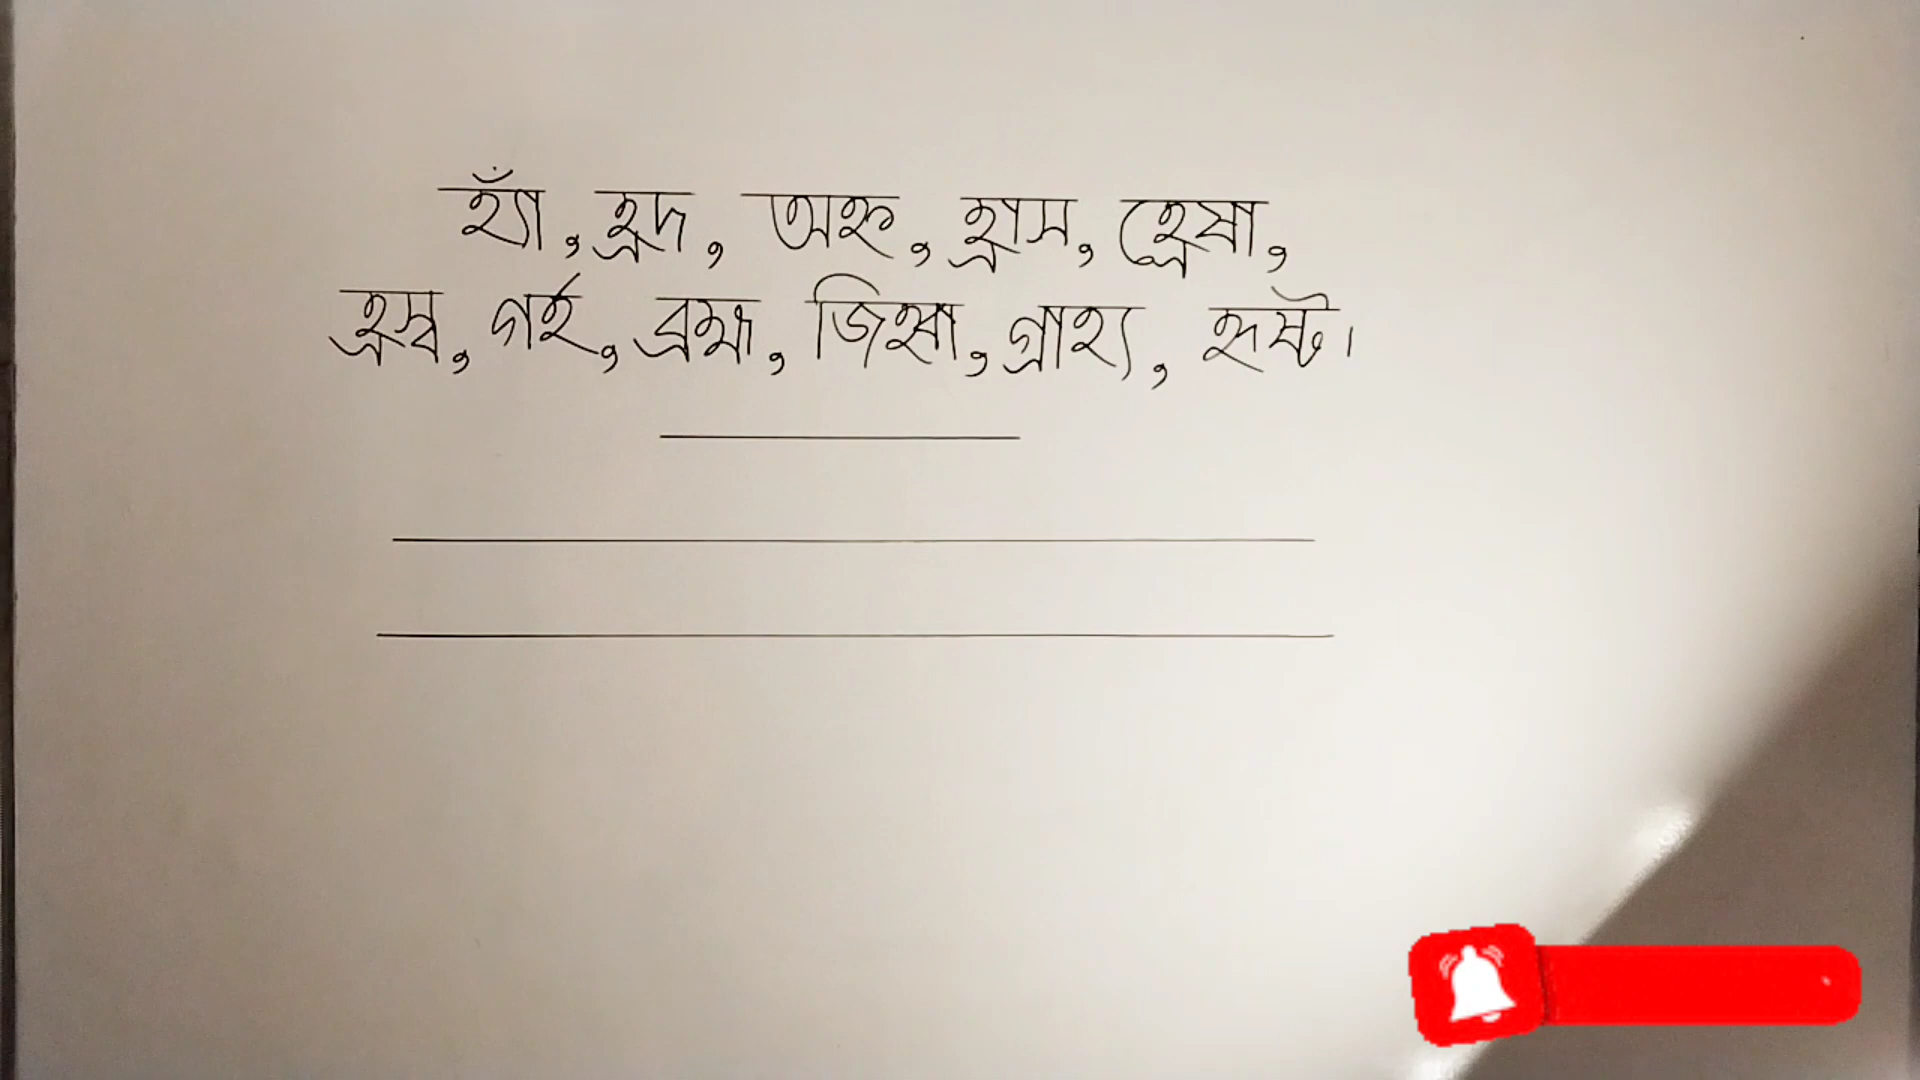 হ্যাঁ, হ্রদ, অহু, হ্রাস, হ্রেষা,
হ্রস্ব, গর্হ, ব্রহ্ম, জিহ্বা, গ্রাহ্য, হৃষ্ট।